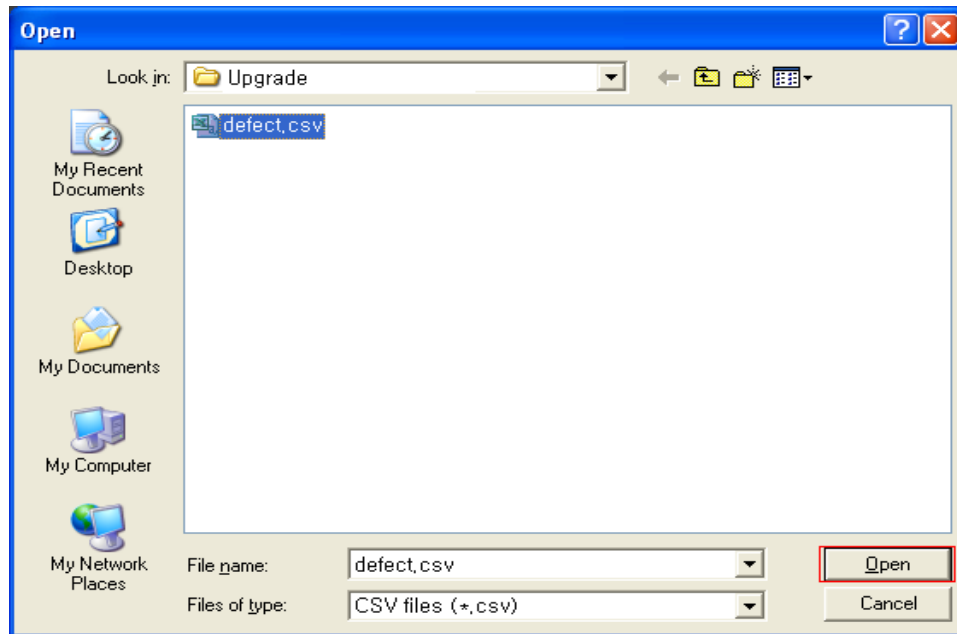 Open
Look in:
Upgrade
defect.csv
My Recent
Documents
Desktop
My Documents
My Computer
My Network
Places
File name:
defect.csv
Open
Files of type:
CSV files (*.csv)
Cancel